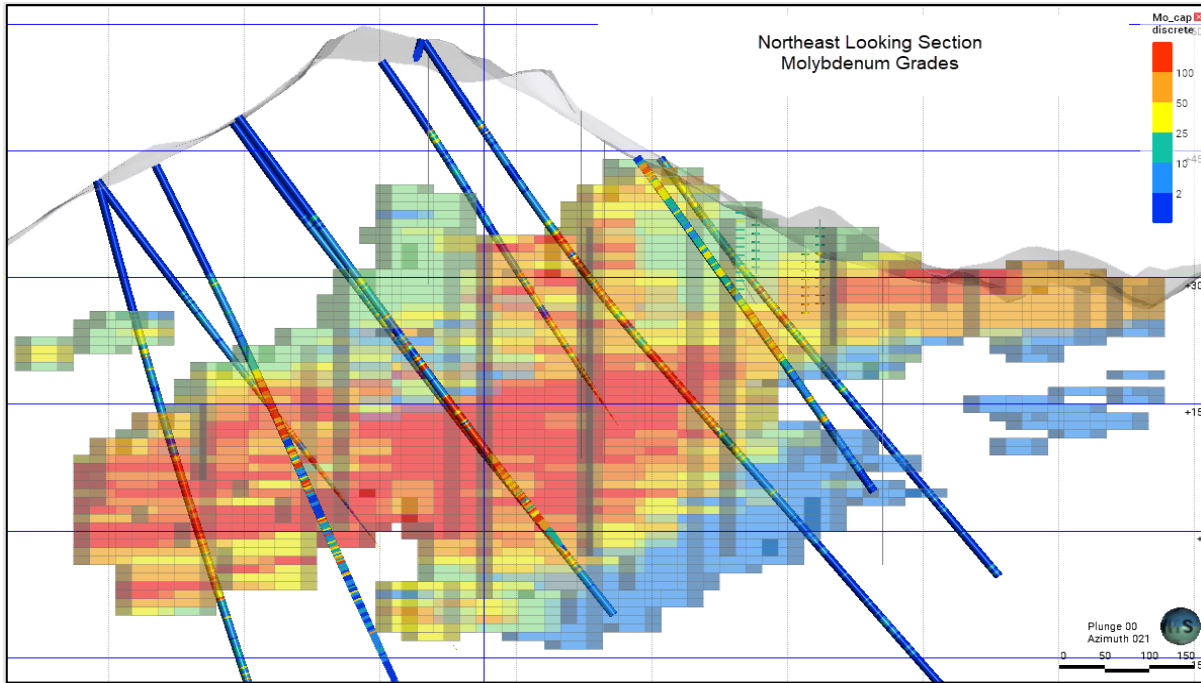 Northeast Looking Section
Molybdenum Grades
Mo_cap
discrete
100
50
25
10
2
Plunge 00
Azimuth 021
0 50 100 150